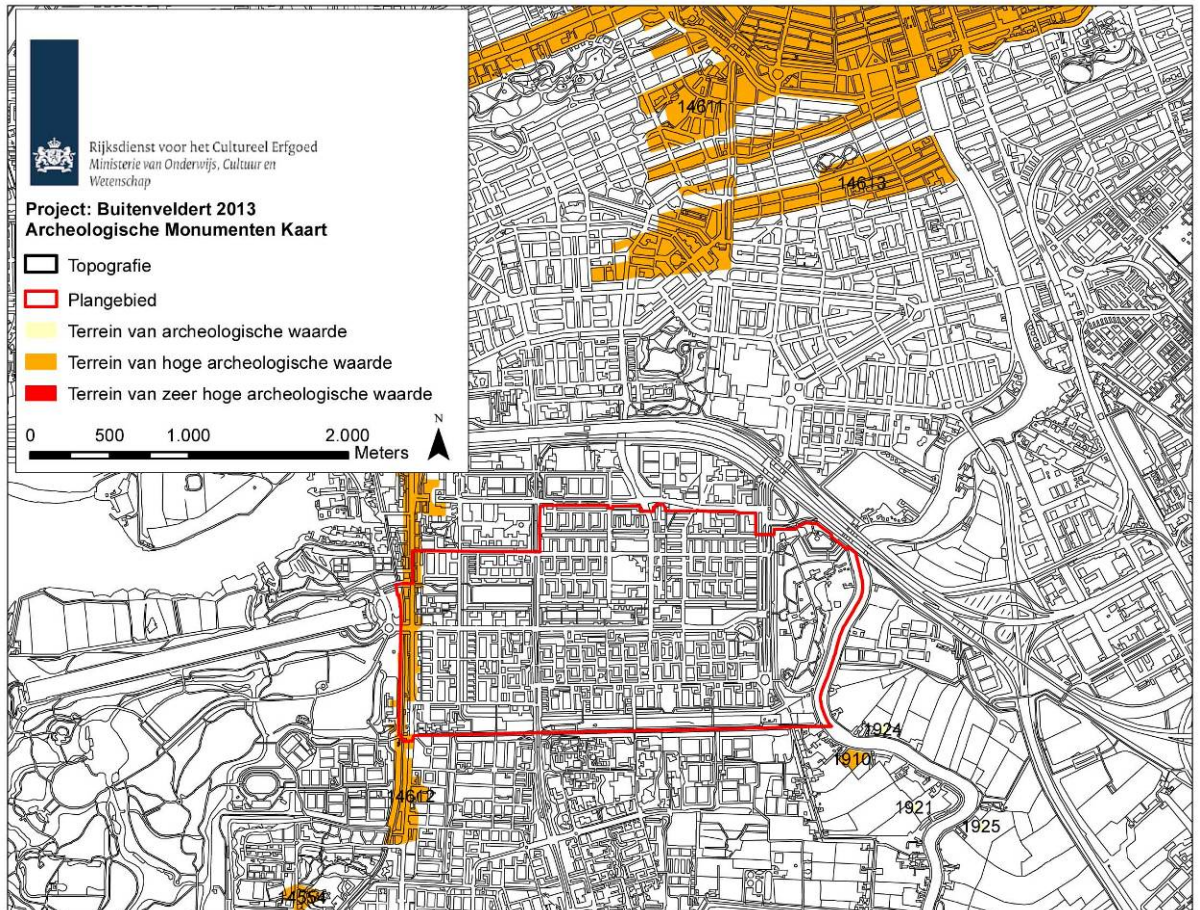 Rijksdienst voor het Cultureel Erfgoed
Ministerie van Onderwijs, Cultuur en
Wetenschap
Project: Buitenveldert 2013
Archeologische Monumenten Kaart
Topografie
Plangebied
Terrein van archeologische waarde
Terrein van hoge archeologische waarde
Terrein van zeer hoge archeologische waarde
0 500 1.000 2.000
Meters
N
14611
14613
1924
1910
14612
1921
1925
14554